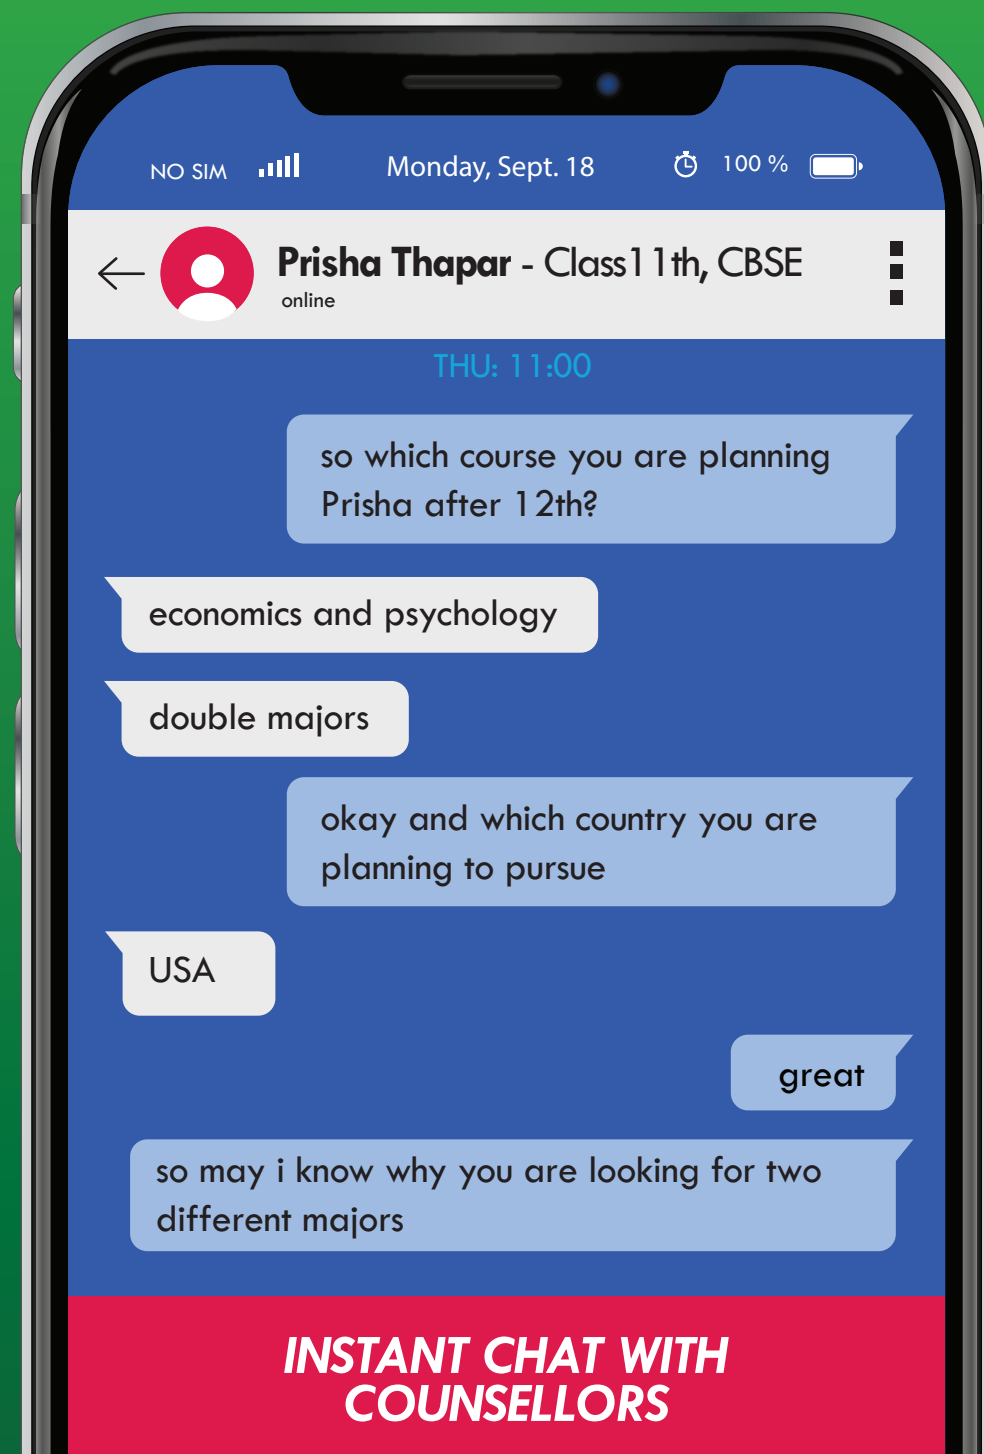 NO SIM Monday, Sept. 18 100 %
Prisha Thapar - Class11th, CBSE
online
THU: 11:00
so which course you are planning
Prisha after 12th?
economics and psychology
double majors
okay and which country you are
planning to pursue
USA
great
so may i know why you are looking for two
different majors
INSTANT CHAT WITH
COUNSELLORS